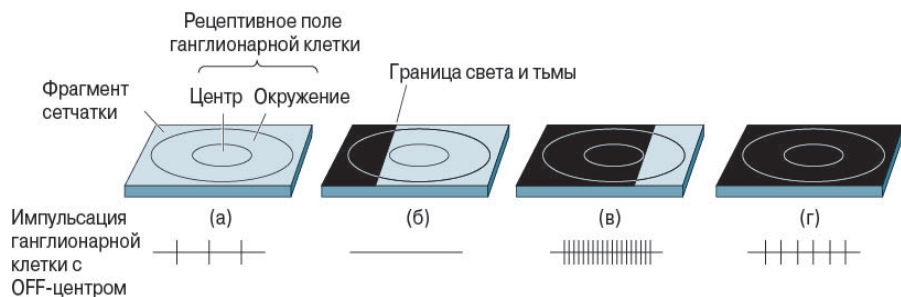 Рецептивное поле
ганглионарной клетки
Граница света и тьмы
Фрагмент
сетчатки
Центр Окружение
(а) (б) (в) (г)
Импульсация
ганглионарной
клетки с
OFF-центром